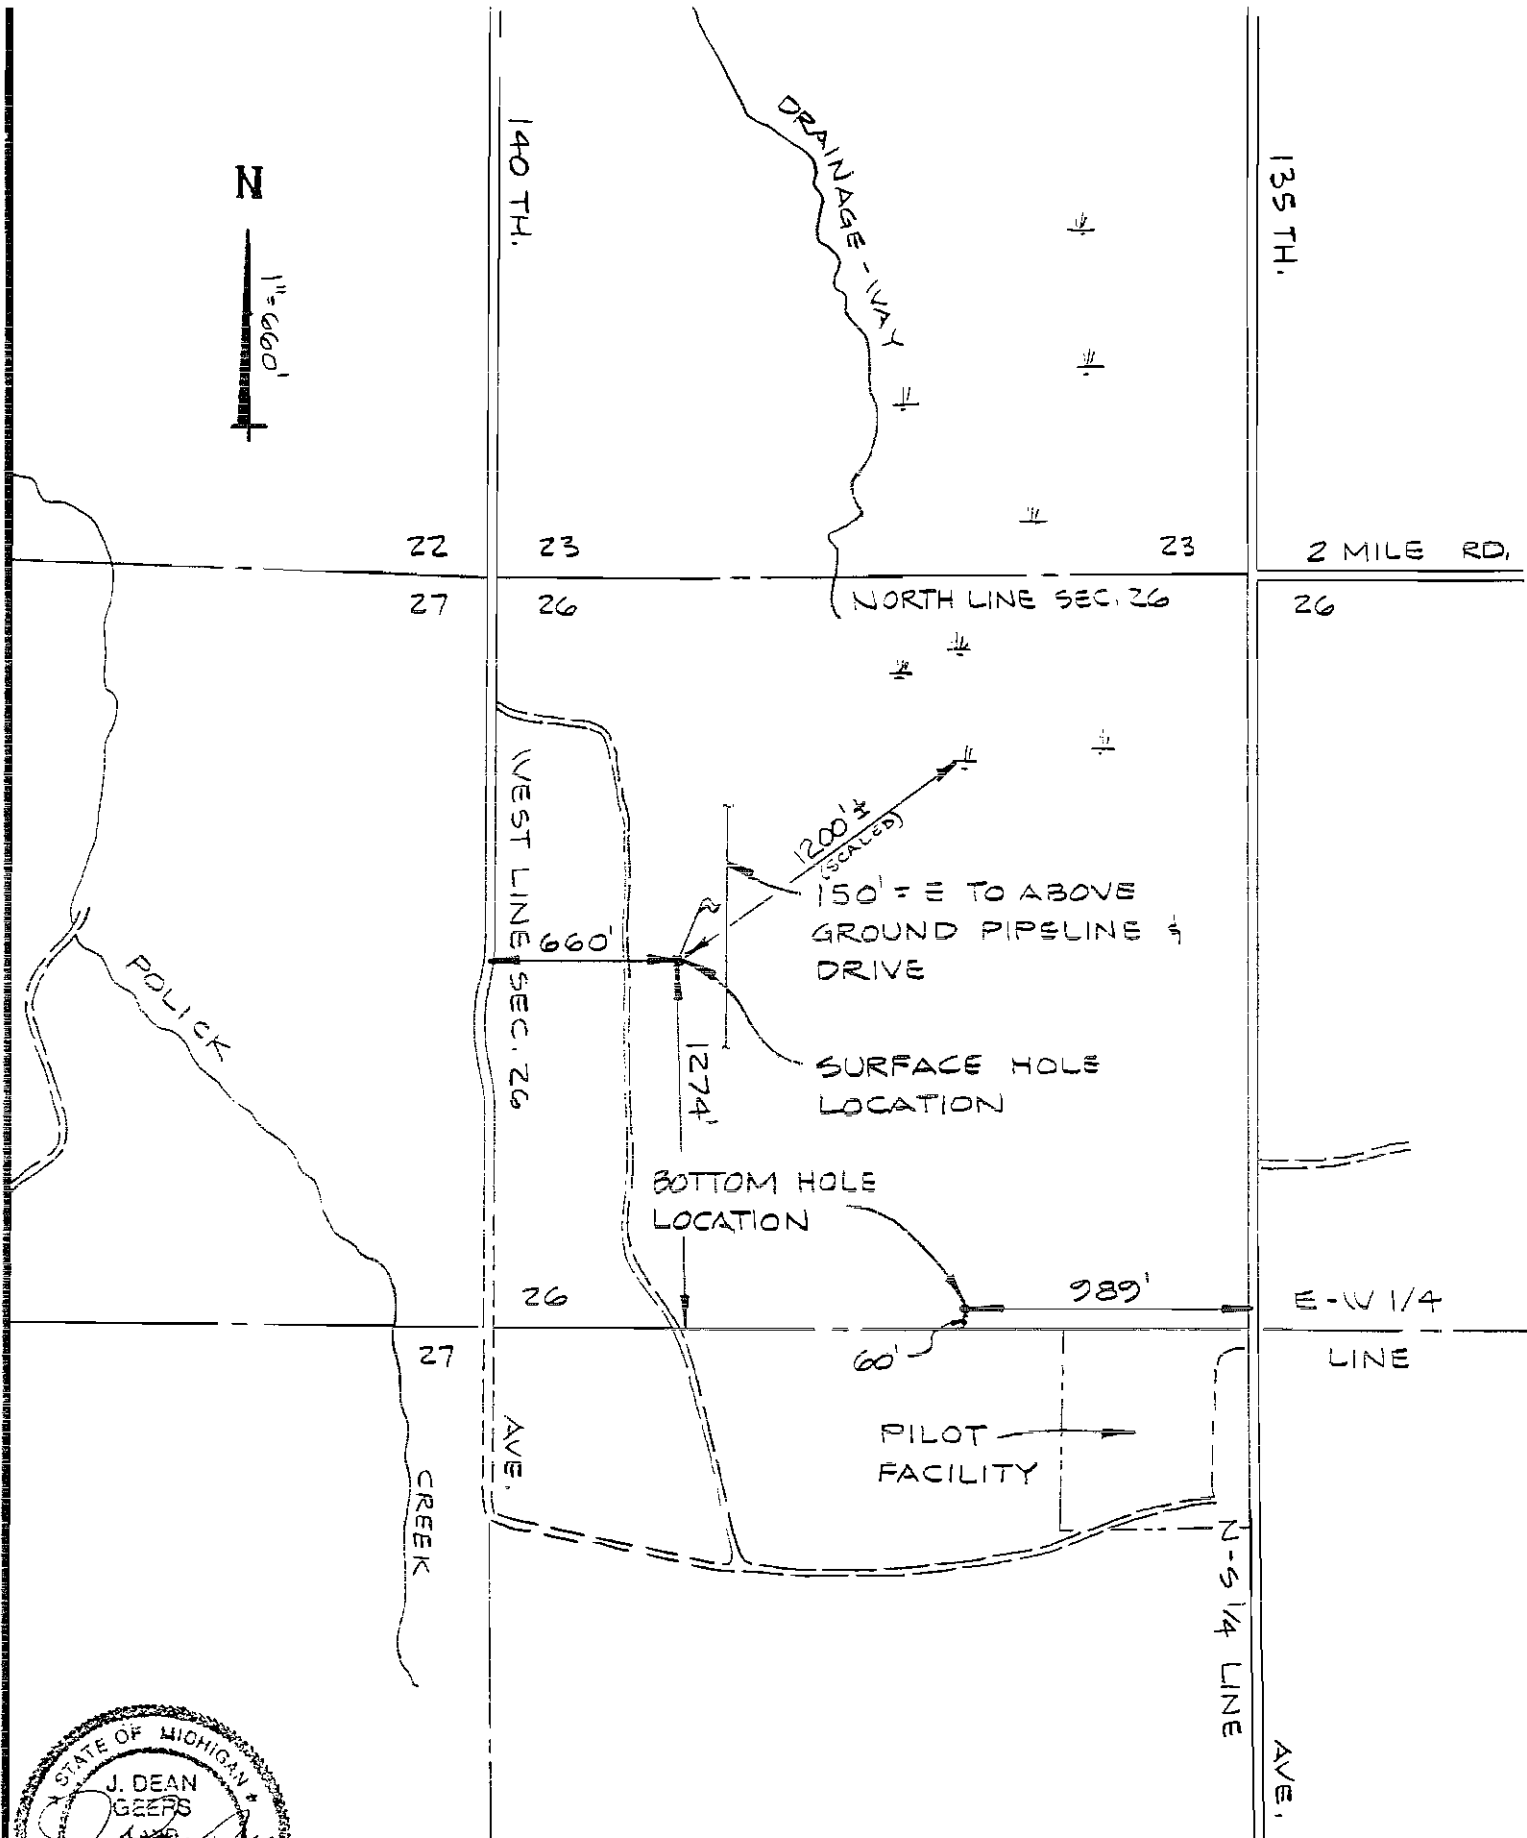 140 TH.
DRAINAGE-WAY
135 TH.
N
1"=660'
22
23
23
2 MILE RD.
27
26
NORTH LINE SEC. 26
26
WEST LINE SEC. 26
1200'±
(SCALED)
150' ± E TO ABOVE
GROUND PIPELINE &
DRIVE
660'
POLICK
SURFACE HOLE
LOCATION
1274'
BOTTOM HOLE
LOCATION
26
989'
E-W 1/4
27
60'
LINE
AVE.
PILOT
FACILITY
CREEK
N-S 1/4 LINE
AVE.
STATE OF MICHIGAN
J. DEAN
GEERS